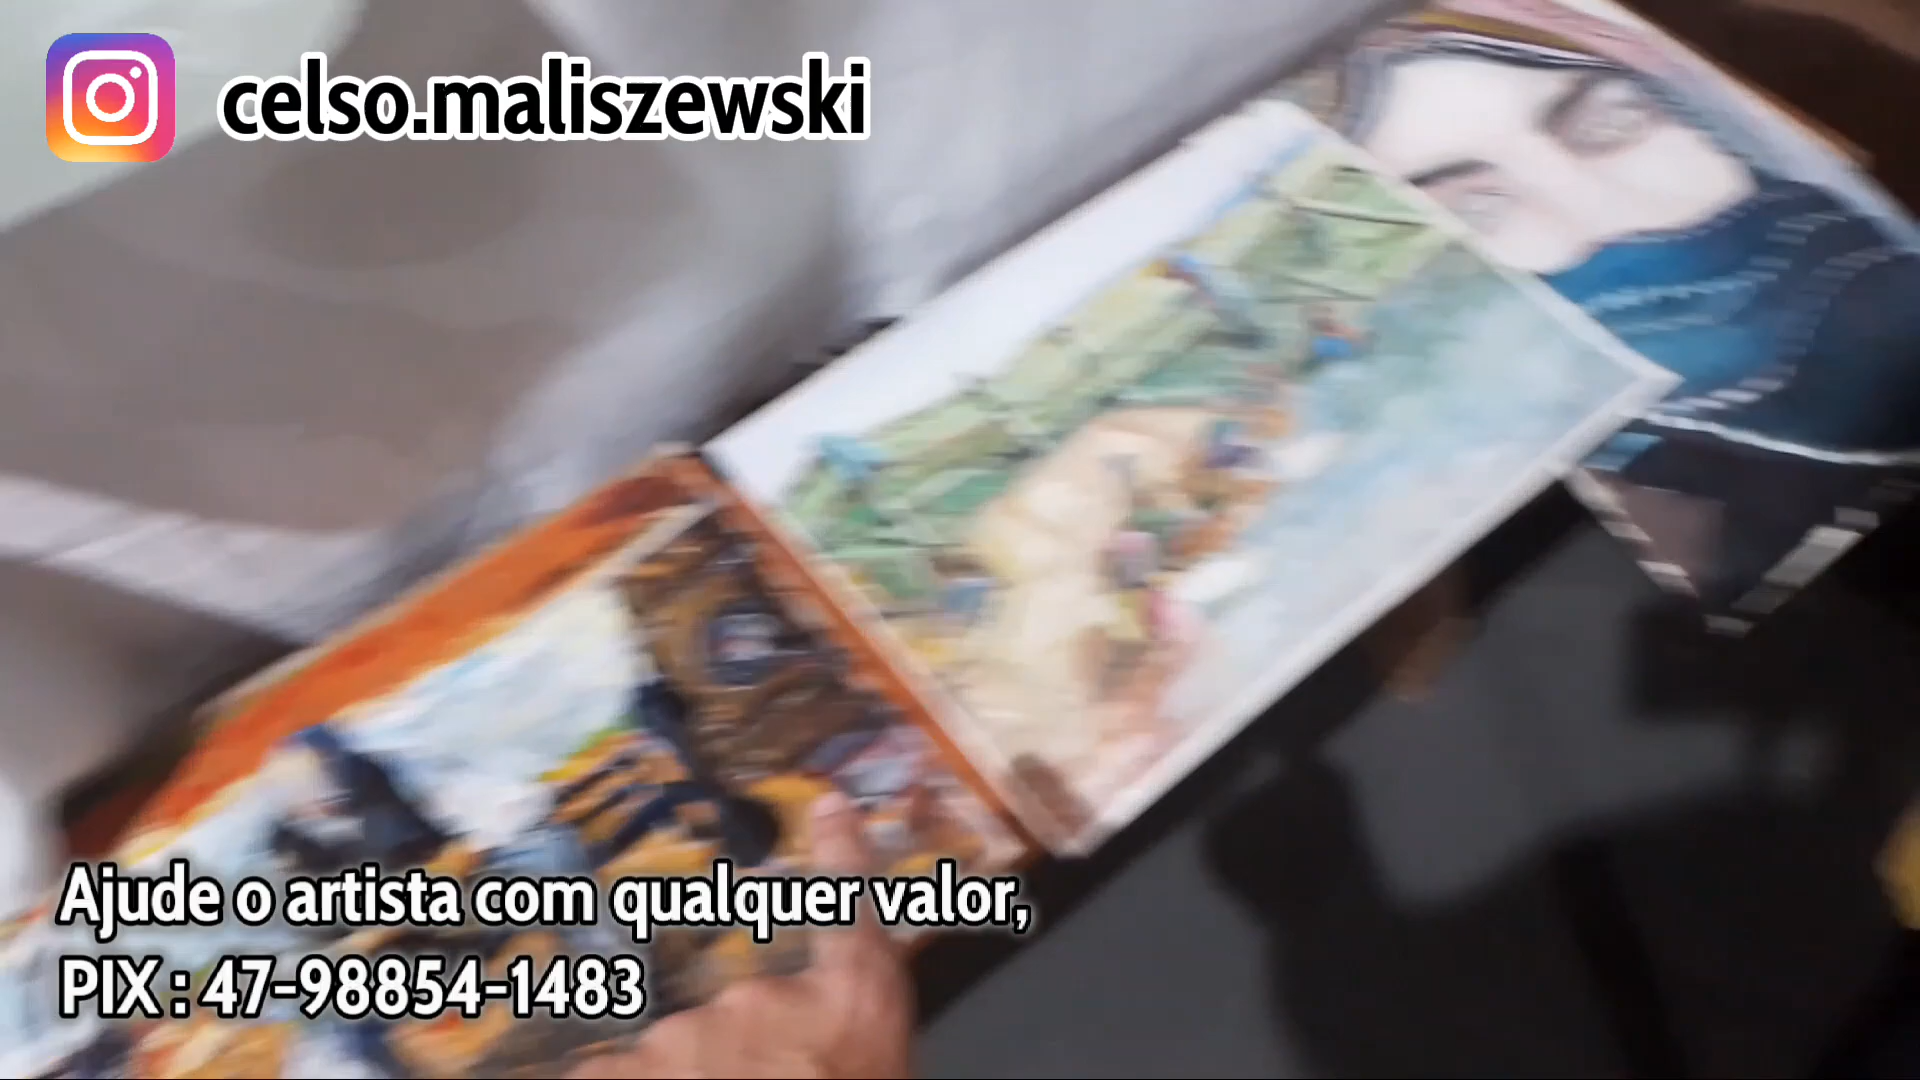 celso.maliszewski
Ajude o artista com qualquer valor,
PIX : 47-98854-1483